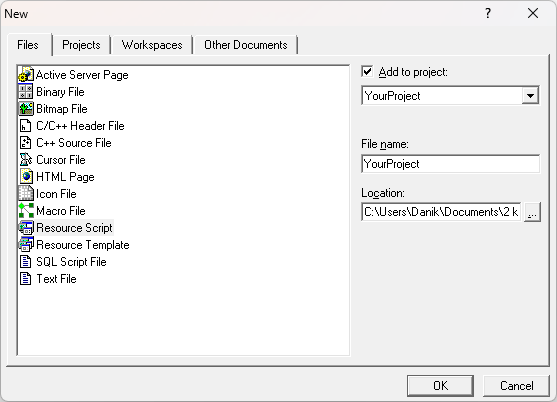 New
Files Projects Workspaces Other Documents
Active Server Page
Binary File
Bitmap File
C/C++ Header File
C++ Source File
Cursor File
HTML Page
Icon File
Macro File
Resource Script
Resource Template
SQL Script File
Text File
Add to project:
YourProject
File name:
YourProject
Location:
C:\Users\Danik\Documents\2 k
...
OK Cancel